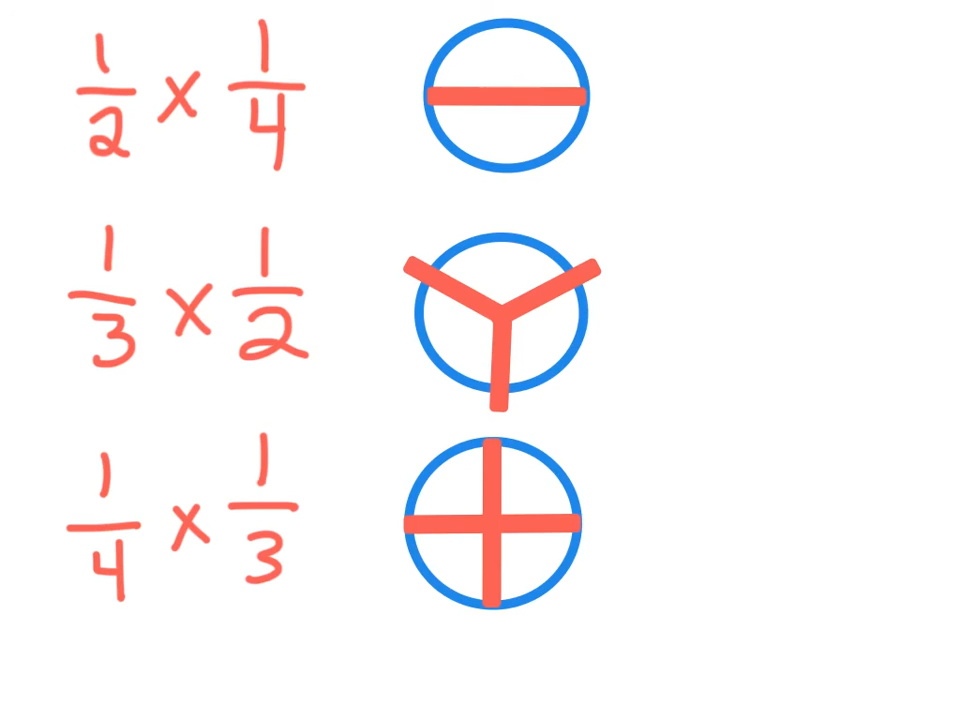 1/2 x 1/4
1/3 x 1/2
1/4 x 1/3